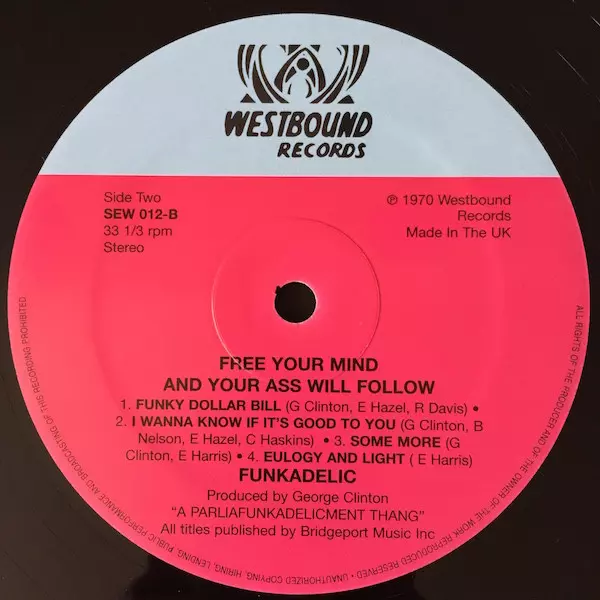 WESTBOUND
RECORDS
Side Two
SEW 012-B
33 1/3 rpm
Stereo
℗ 1970 Westbound
Records
Made In The UK
FREE YOUR MIND
AND YOUR ASS WILL FOLLOW
1. FUNKY DOLLAR BILL (G Clinton, E Hazel, R Davis) •
2. I WANNA KNOW IF IT'S GOOD TO YOU (G Clinton, B
Nelson, E Hazel, C Haskins) • 3. SOME MORE (G
Clinton, E Harris) • 4. EULOGY AND LIGHT ( E Harris)
FUNKADELIC
Produced by George Clinton
"A PARLIAFUNKADELICMENT THANG"
All titles published by Bridgeport Music Inc
ALL RIGHTS OF THE PRODUCER AND OF THE OWNER OF THE WORK REPRODUCED RESERVED • UNAUTHORIZED COPYING, HIRING, LENDING, PUBLIC PERFORMANCE AND BROADCASTING OF THIS RECORDING PROHIBITED